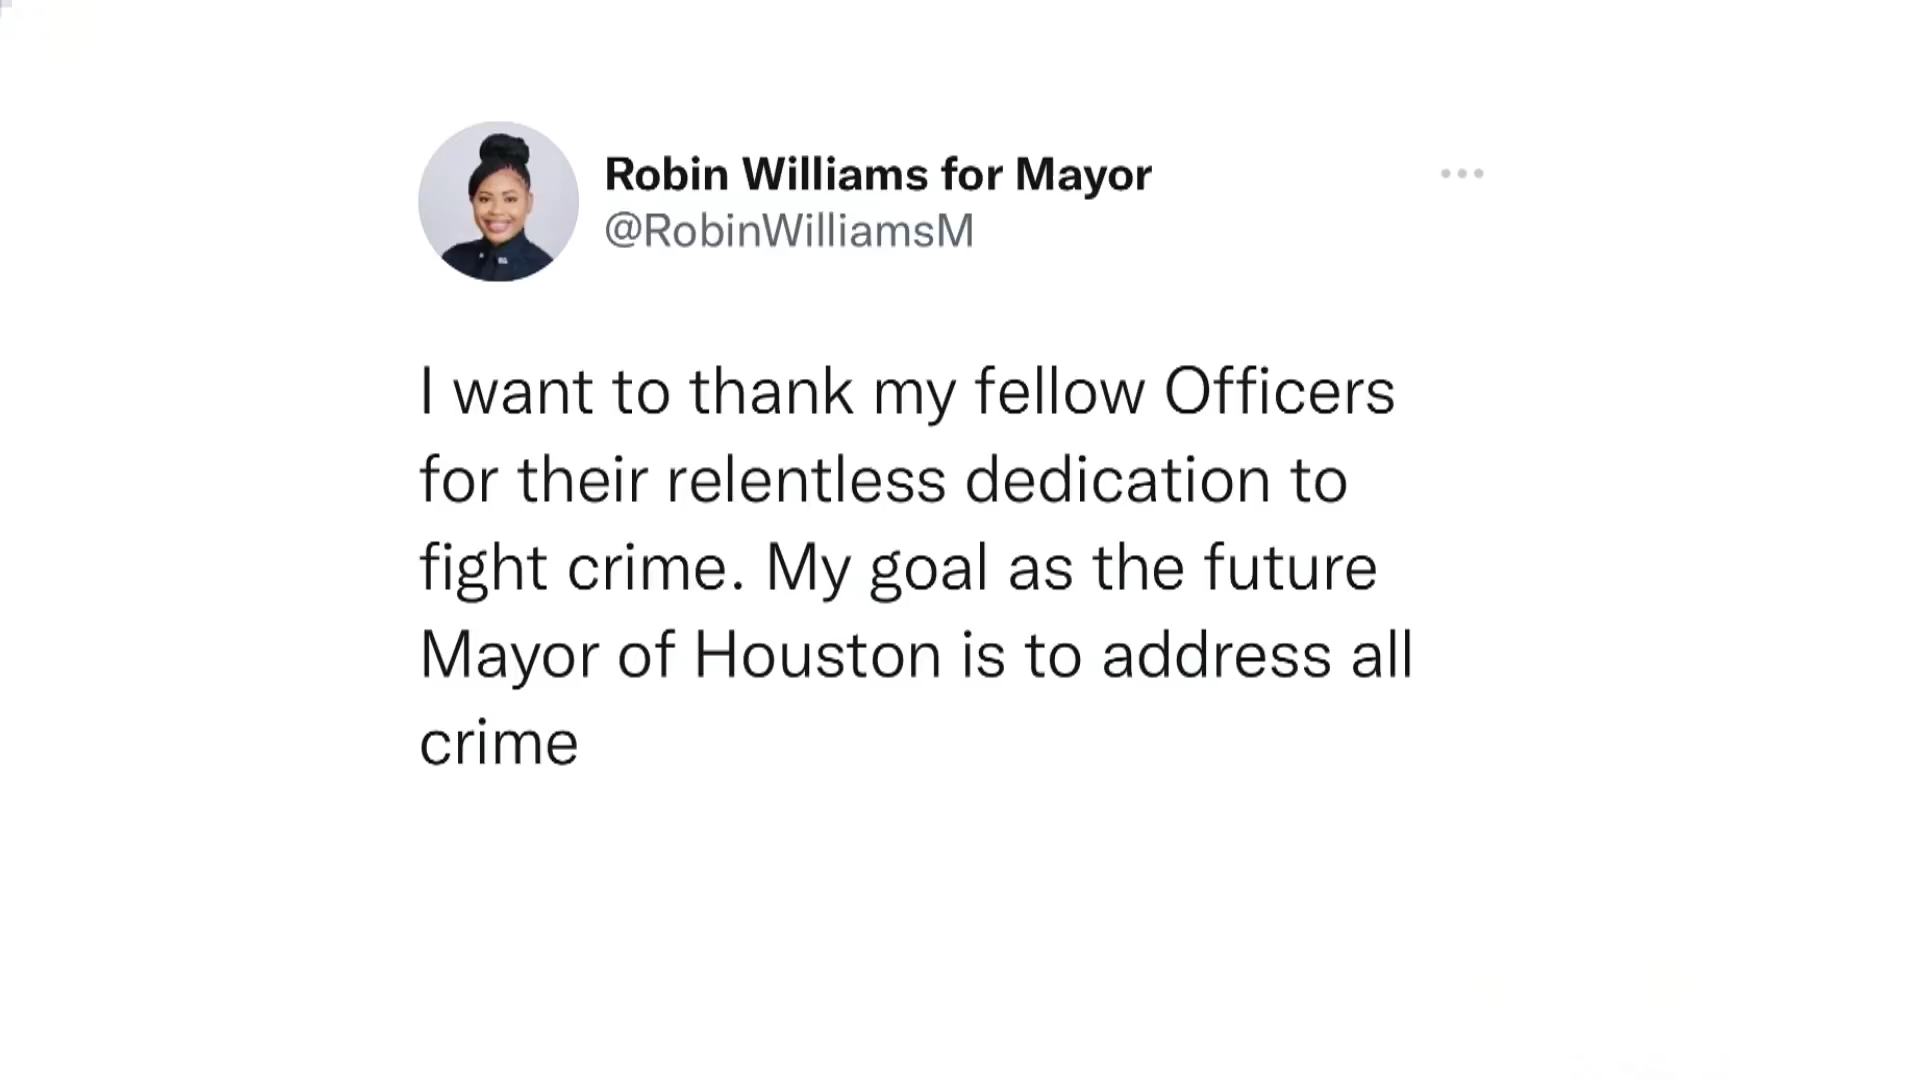 Robin Williams for Mayor
@RobinWilliamsM
I want to thank my fellow Officers
for their relentless dedication to
fight crime. My goal as the future
Mayor of Houston is to address all
crime